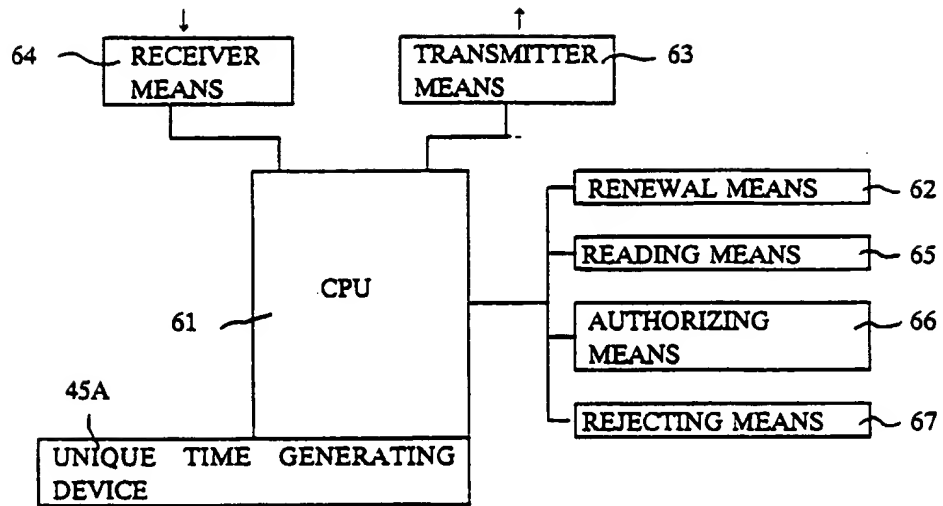 64
RECEIVER
MEANS
TRANSMITTER
MEANS
63
RENEWAL MEANS
62
READING MEANS
65
CPU
61
AUTHORIZING
MEANS
66
45A
REJECTING MEANS
67
UNIQUE TIME GENERATING
DEVICE